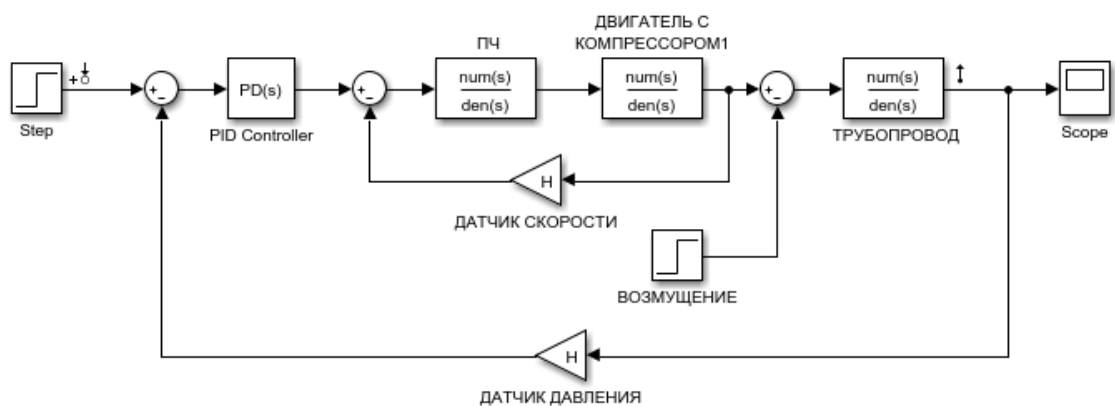 ДВИГАТЕЛЬ С
КОМПРЕССОРОМ1
ПЧ
Step
PD(s)
PID Controller
num(s)
den(s)
num(s)
den(s)
num(s)
den(s)
ТРУБОПРОВОД
Scope
H
ДАТЧИК СКОРОСТИ
ВОЗМУЩЕНИЕ
H
ДАТЧИК ДАВЛЕНИЯ